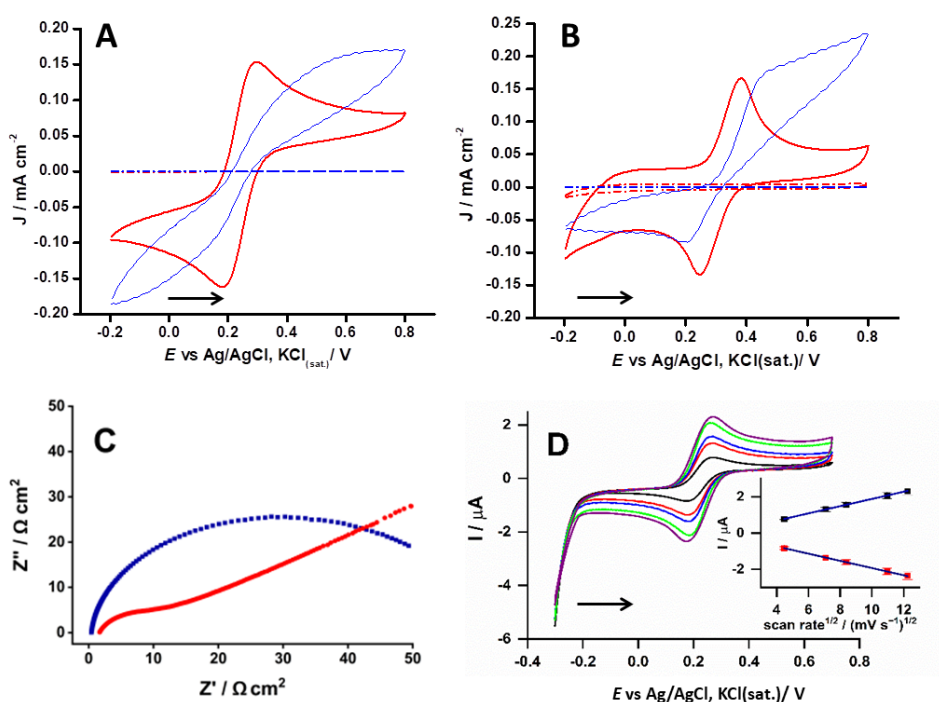 A
J / mA cm⁻²
0.20
0.15
0.10
0.05
0.00
-0.05
-0.10
-0.15
-0.20
-0.2 0.0 0.2 0.4 0.6 0.8
E vs Ag/AgCl, KCl(sat.)/ V
B
J / mA cm⁻²
0.25
0.20
0.15
0.10
0.05
0.00
-0.05
-0.10
-0.15
-0.20
-0.2 0.0 0.2 0.4 0.6 0.8
E vs Ag/AgCl, KCl(sat.)/ V
C
Z'' / Ω cm²
50
40
30
20
10
0
0 10 20 30 40 50
Z' / Ω cm²
D
I / μA
2
0
-2
-4
-6
-0.4 -0.2 0.0 0.2 0.4 0.6 0.8
E vs Ag/AgCl, KCl(sat.)/ V
I / μA
2
0
-2
4 6 8 10 12
scan rate¹/² / (mV s⁻¹)¹/²